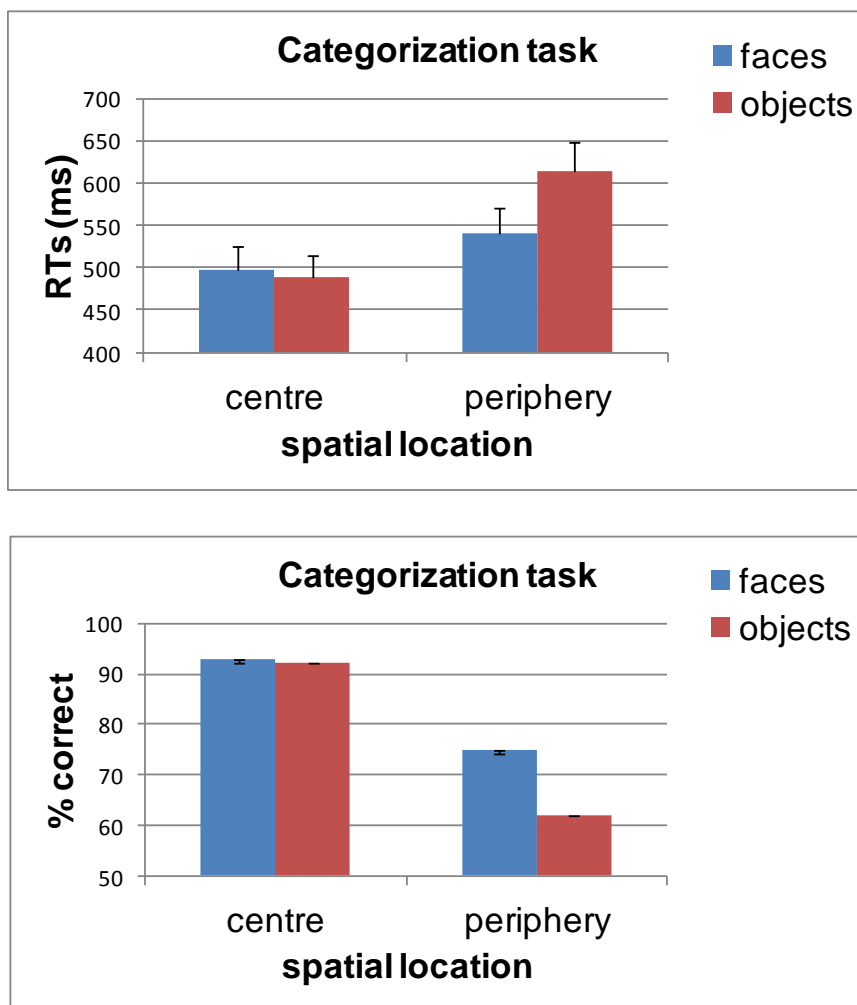 Categorization task
faces
objects
700
650
600
550
500
450
400
RTs (ms)
centre periphery
spatial location
Categorization task
faces
objects
100
90
80
70
60
50
% correct
centre periphery
spatial location